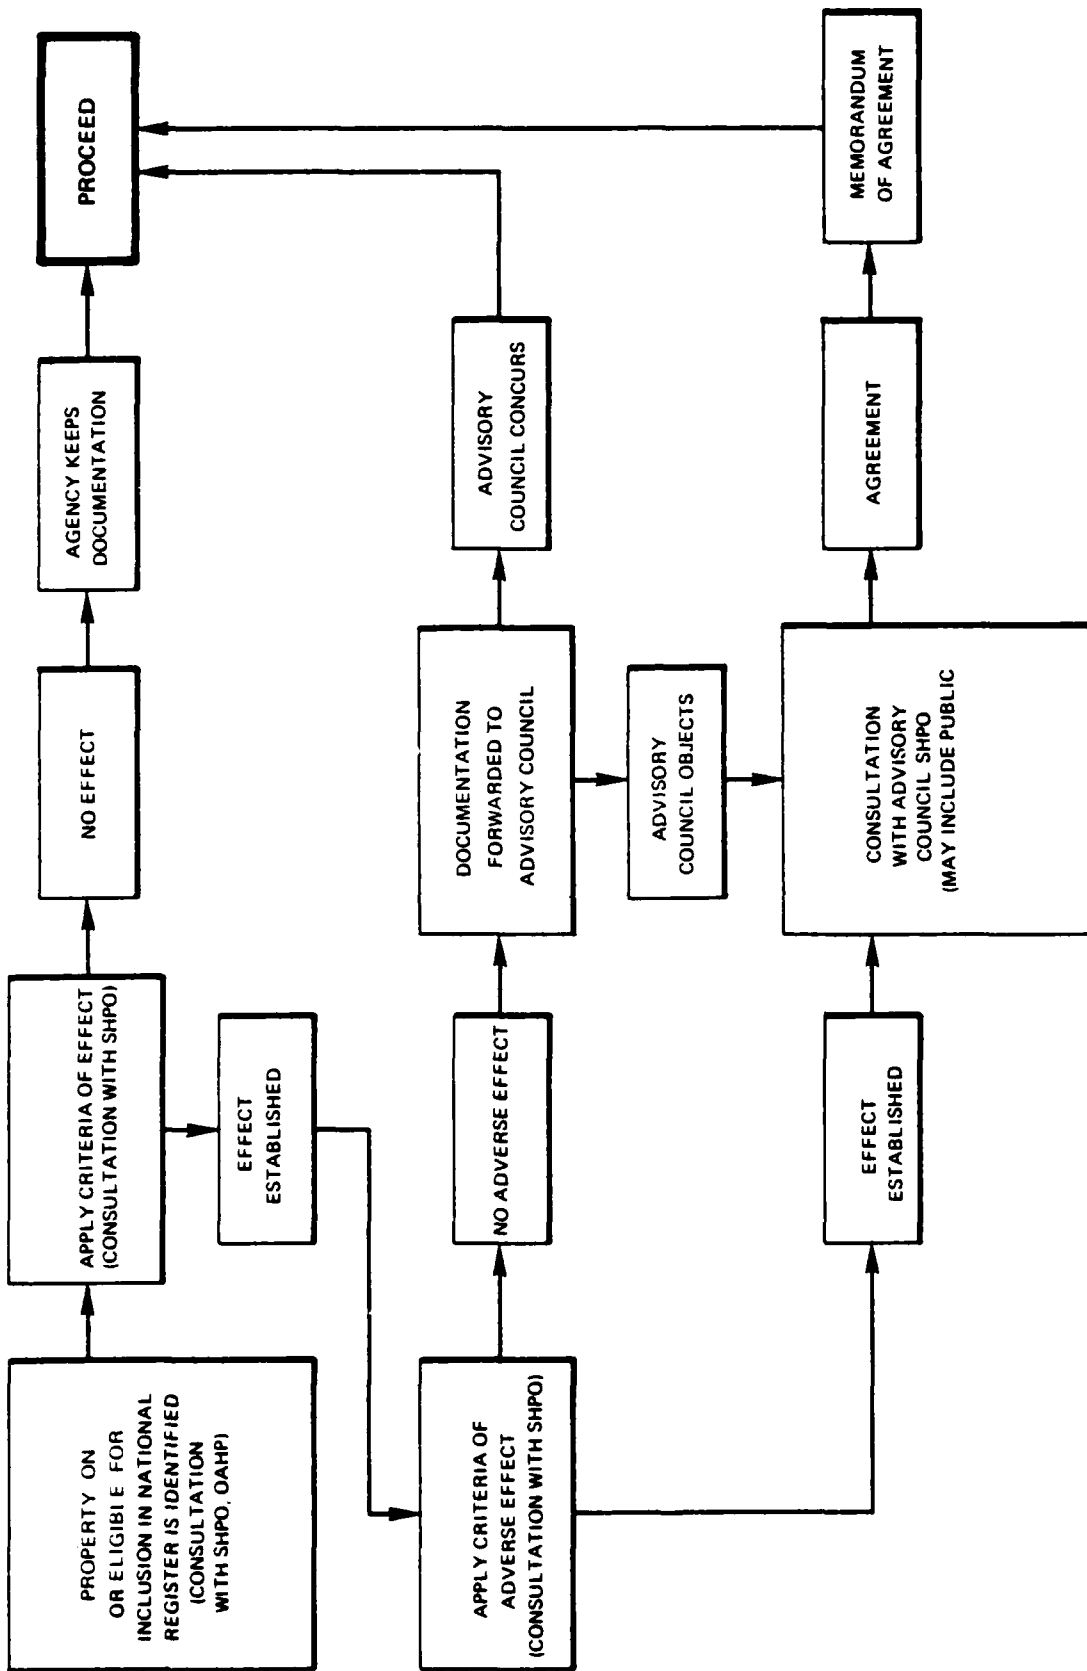 PROPERTY ON
OR ELIGIBLE FOR
INCLUSION IN NATIONAL
REGISTER IS IDENTIFIED
(CONSULTATION
WITH SHPO, OAHP)
APPLY CRITERIA OF EFFECT
(CONSULTATION WITH SHPO)
NO EFFECT
AGENCY KEEPS
DOCUMENTATION
PROCEED
EFFECT
ESTABLISHED
APPLY CRITERIA OF
ADVERSE EFFECT
(CONSULTATION WITH SHPO)
NO ADVERSE EFFECT
DOCUMENTATION
FORWARDED TO
ADVISORY COUNCIL
ADVISORY
COUNCIL CONCURS
ADVISORY
COUNCIL OBJECTS
EFFECT
ESTABLISHED
CONSULTATION
WITH ADVISORY
COUNCIL SHPO
(MAY INCLUDE PUBLIC
AGREEMENT
MEMORANDUM
OF AGREEMENT